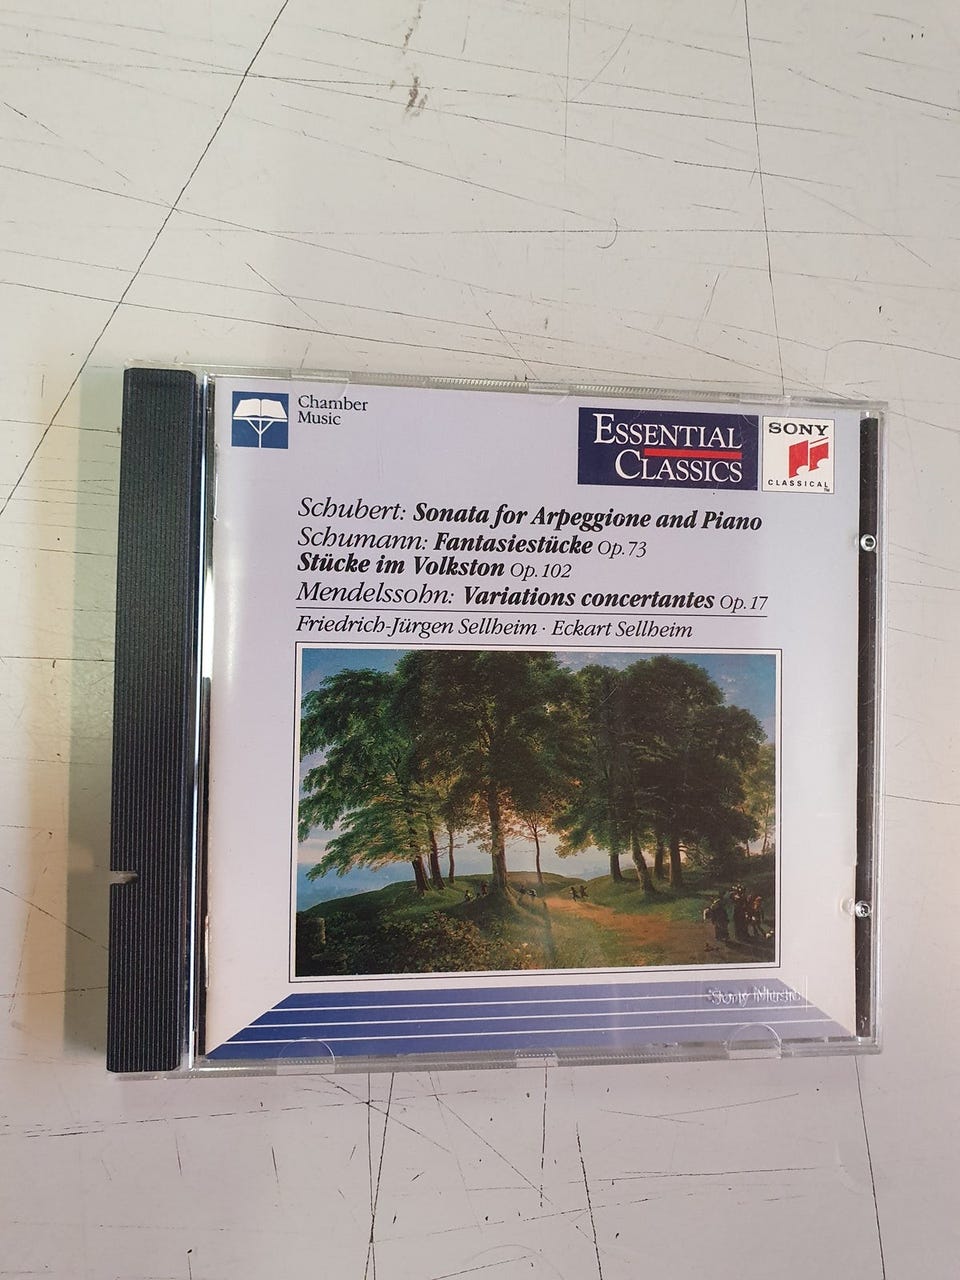 Chamber
Music
ESSENTIAL
CLASSICS
SONY
CLASSICAL
TM
Schubert: Sonata for Arpeggione and Piano
Schumann: Fantasiestücke Op. 73
Stücke im Volkston Op. 102
Mendelssohn: Variations concertantes Op. 17
Friedrich-Jürgen Sellheim · Eckart Sellheim
Sony Music